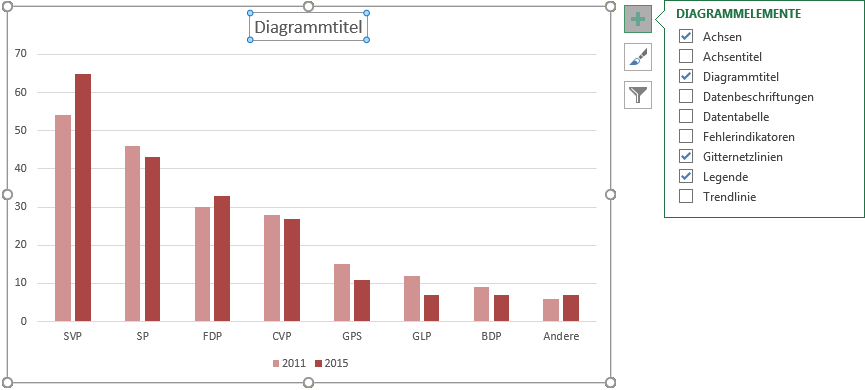 Diagrammtitel
70
60
50
40
30
20
10
0
SVP SP FDP CVP GPS GLP BDP Andere
2011 2015
DIAGRAMMELEMENTE
Achsen
Achsentitel
Diagrammtitel
Datenbeschriftungen
Datentabelle
Fehlerindikatoren
Gitternetzlinien
Legende
Trendlinie